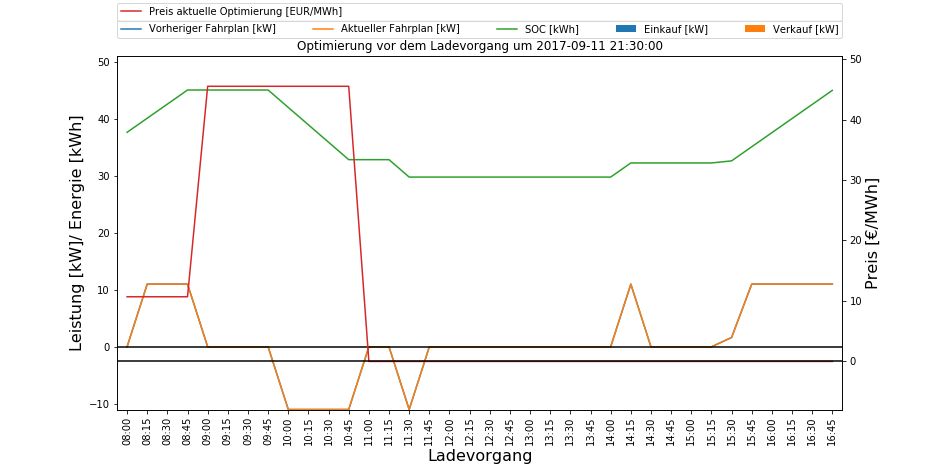 Preis aktuelle Optimierung [EUR/MWh]
Vorheriger Fahrplan [kW] Aktueller Fahrplan [kW] SOC [kWh] Einkauf [kW] Verkauf [kW]
Optimierung vor dem Ladevorgang um 2017-09-11 21:30:00
Leistung [kW]/ Energie [kWh]
50
40
30
20
10
0
−10
50
40
30
20
10
0
Preis [€/MWh]
08:00 08:15 08:30 08:45 09:00 09:15 09:30 09:45 10:00 10:15 10:30 10:45 11:00 11:15 11:30 11:45 12:00 12:15 12:30 12:45 13:00 13:15 13:30 13:45 14:00 14:15 14:30 14:45 15:00 15:15 15:30 15:45 16:00 16:15 16:30 16:45
Ladevorgang